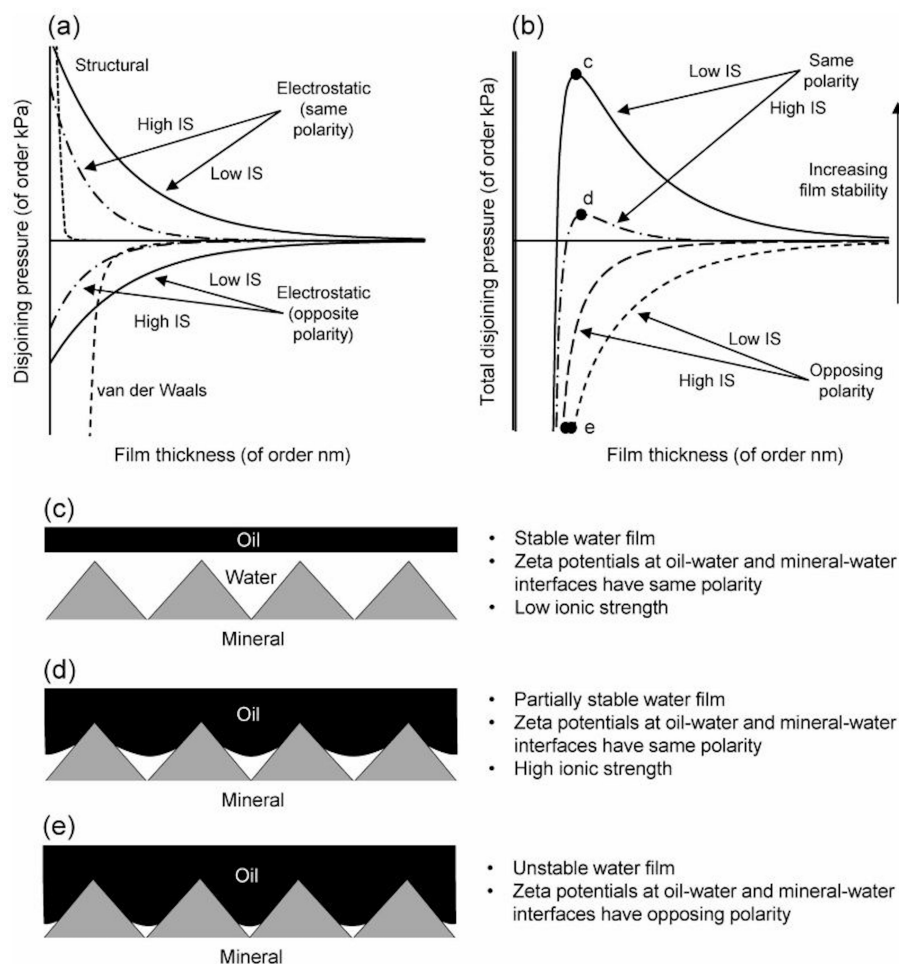 (a)
Structural
Electrostatic
(same
polarity)
High IS
Low IS
Low IS
High IS
Electrostatic
(opposite
polarity)
van der Waals
Disjoining pressure (of order kPa)
Film thickness (of order nm)
(b)
c
Low IS
Same
polarity
High IS
d
Increasing
film stability
Low IS
High IS
Opposing
polarity
e
Total disjoining pressure (of order kPa)
Film thickness (of order nm)
(c)
Oil
Water
Mineral
• Stable water film
• Zeta potentials at oil-water and mineral-water
interfaces have same polarity
• Low ionic strength
(d)
Oil
Mineral
• Partially stable water film
• Zeta potentials at oil-water and mineral-water
interfaces have same polarity
• High ionic strength
(e)
Oil
Mineral
• Unstable water film
• Zeta potentials at oil-water and mineral-water
interfaces have opposing polarity